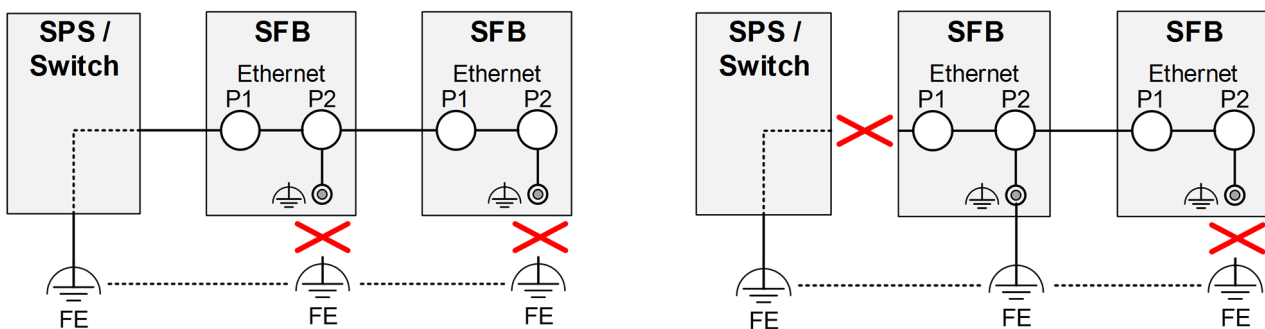 SPS /
Switch
SFB
Ethernet
P1 P2
SFB
Ethernet
P1 P2
FE
FE
FE
SPS /
Switch
SFB
Ethernet
P1 P2
SFB
Ethernet
P1 P2
FE
FE
FE